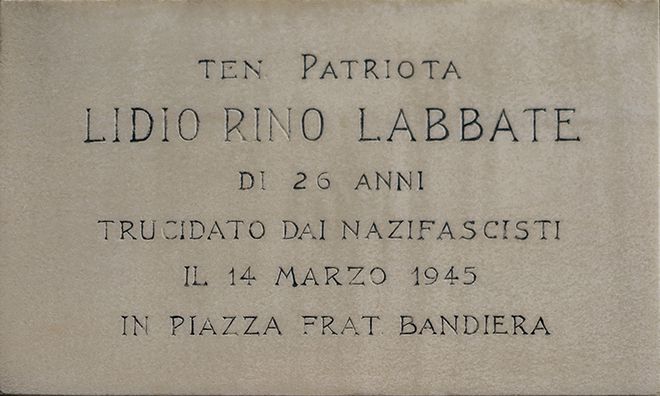 TEN PATRIOTA
LIDIO RINO LABBATE
DI 26 ANNI
TRUCIDATO DAI NAZIFASCISTI
IL 14 MARZO 1945
IN PIAZZA FRAT. BANDIERA